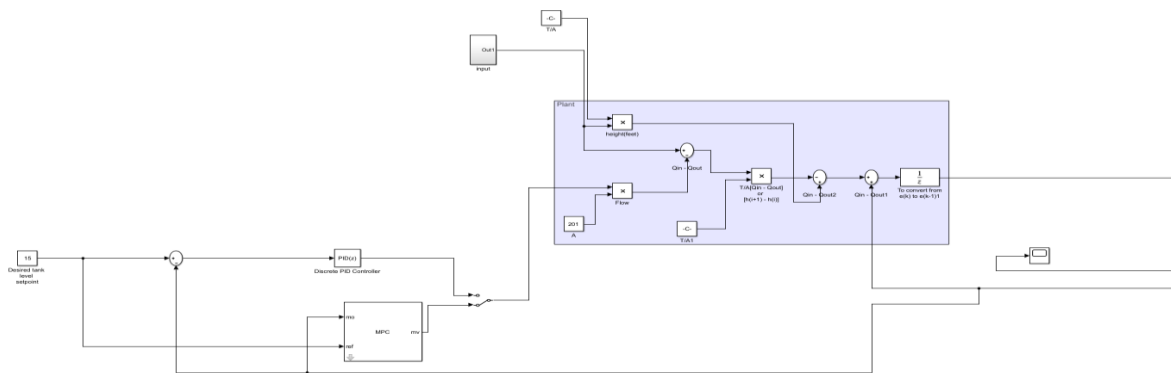 -C-
T/A
Out1
input
Plant
×
height(feet)
+
-
Qin - Qout
×
Flow
201
A
×
T/A[Qin - Qout]
or
[h(i+1) - h(i)]
-C-
T/A1
Qin - Qout2
Qin - Qout1
1
z
To convert from
e(k) to e(k-1)1
15
Desired tank
level
setpoint
PID(z)
Discrete PID Controller
mo
MPC
mv
ref